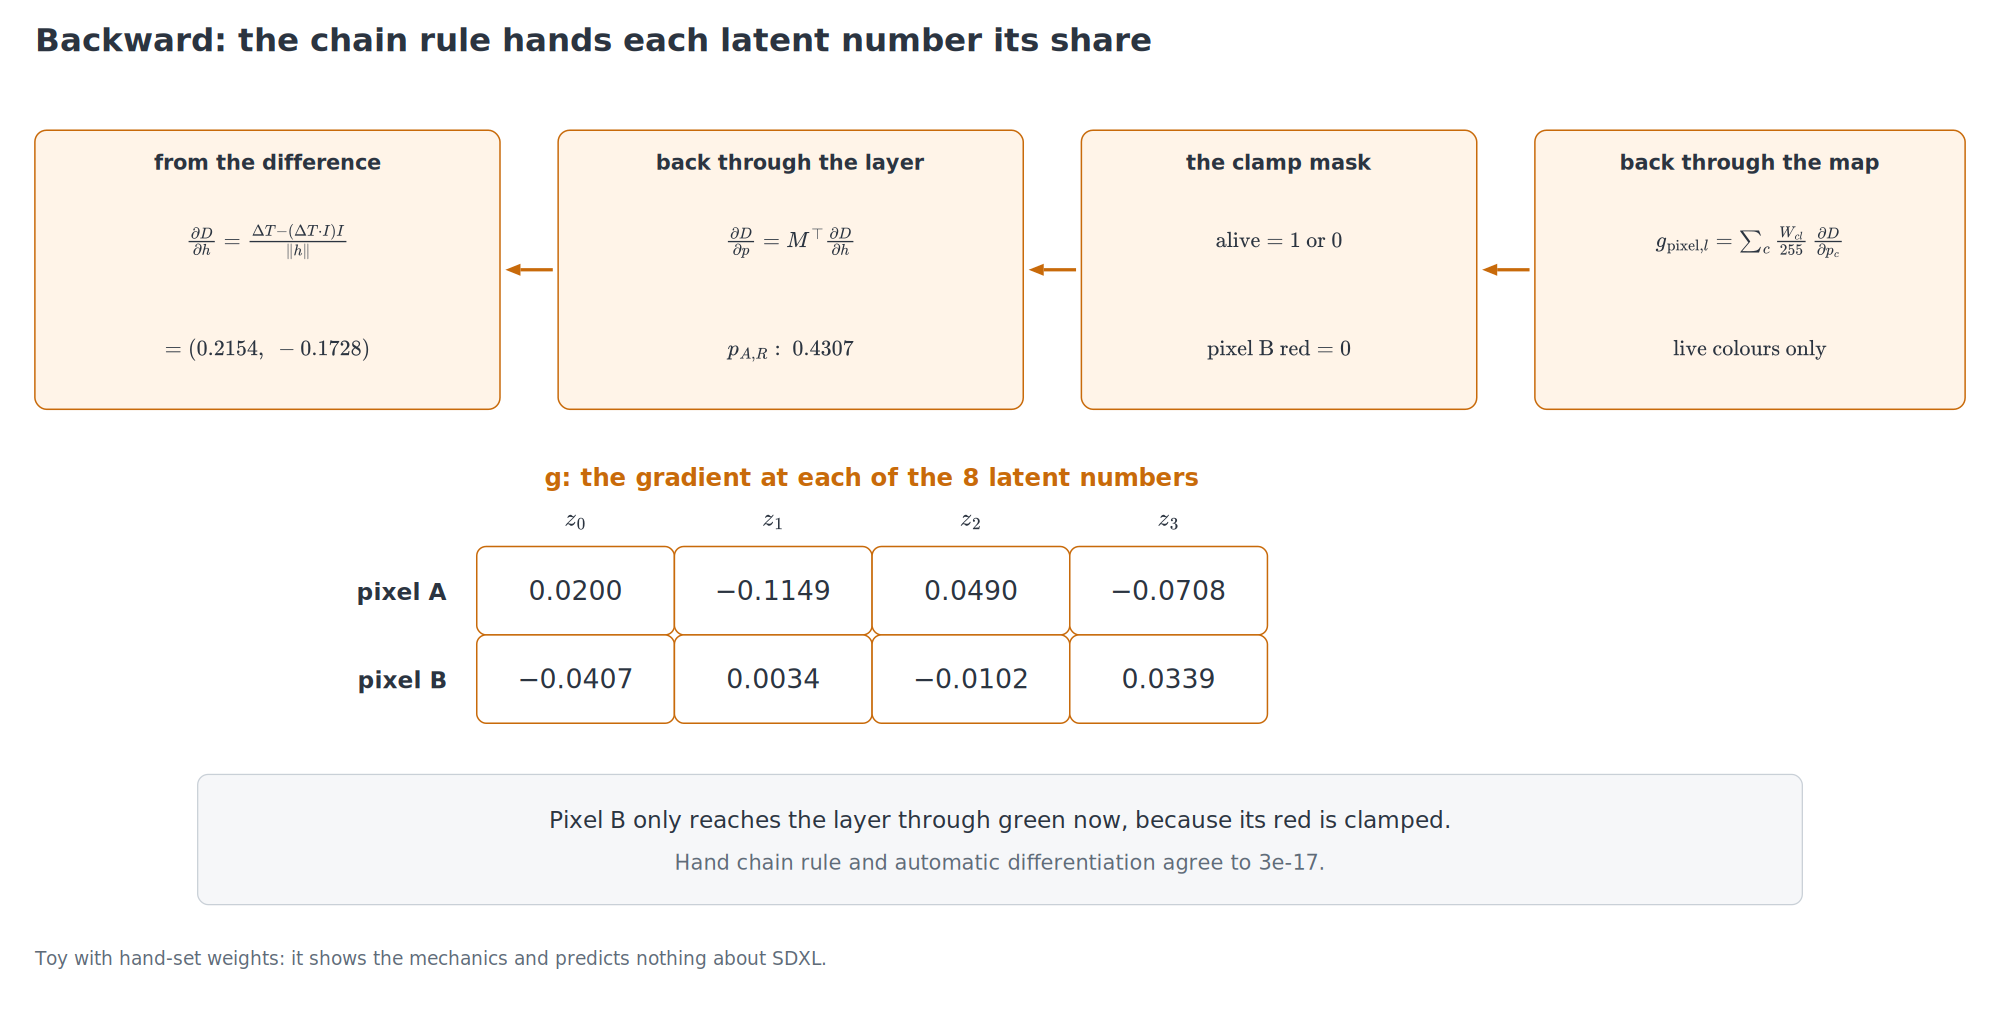 Backward: the chain rule hands each latent number its share
from the difference
∂D/∂h = (ΔT−(ΔT·I)I)/‖h‖
= (0.2154, −0.1728)
back through the layer
∂D/∂p = M⊤ ∂D/∂h
p_{A,R} : 0.4307
the clamp mask
alive = 1 or 0
pixel B red = 0
back through the map
g_{pixel,l} = ∑_c W_{cl}/255 ∂D/∂p_c
live colours only
g: the gradient at each of the 8 latent numbers
z₀ z₁ z₂ z₃
pixel A 0.0200 −0.1149 0.0490 −0.0708
pixel B −0.0407 0.0034 −0.0102 0.0339
Pixel B only reaches the layer through green now, because its red is clamped.
Hand chain rule and automatic differentiation agree to 3e-17.
Toy with hand-set weights: it shows the mechanics and predicts nothing about SDXL.